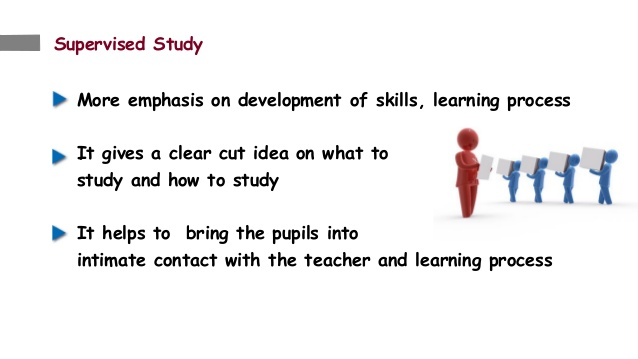 Supervised Study
More emphasis on development of skills, learning process
It gives a clear cut idea on what to
study and how to study
It helps to bring the pupils into
intimate contact with the teacher and learning process